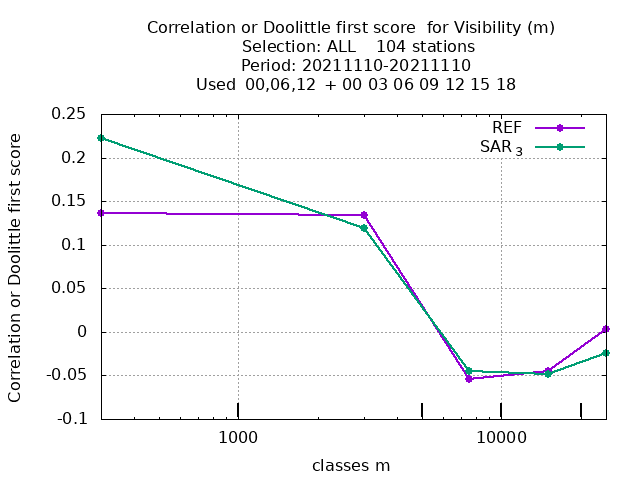 Correlation or Doolittle first score  for Visibility (m)
Selection: ALL    104 stations
Period: 20211110-20211110
Used  00,06,12  + 00 03 06 09 12 15 18
REF
SAR 3
Correlation or Doolittle first score
0.25
0.2
0.15
0.1
0.05
0
-0.05
-0.1
1000
10000
classes m